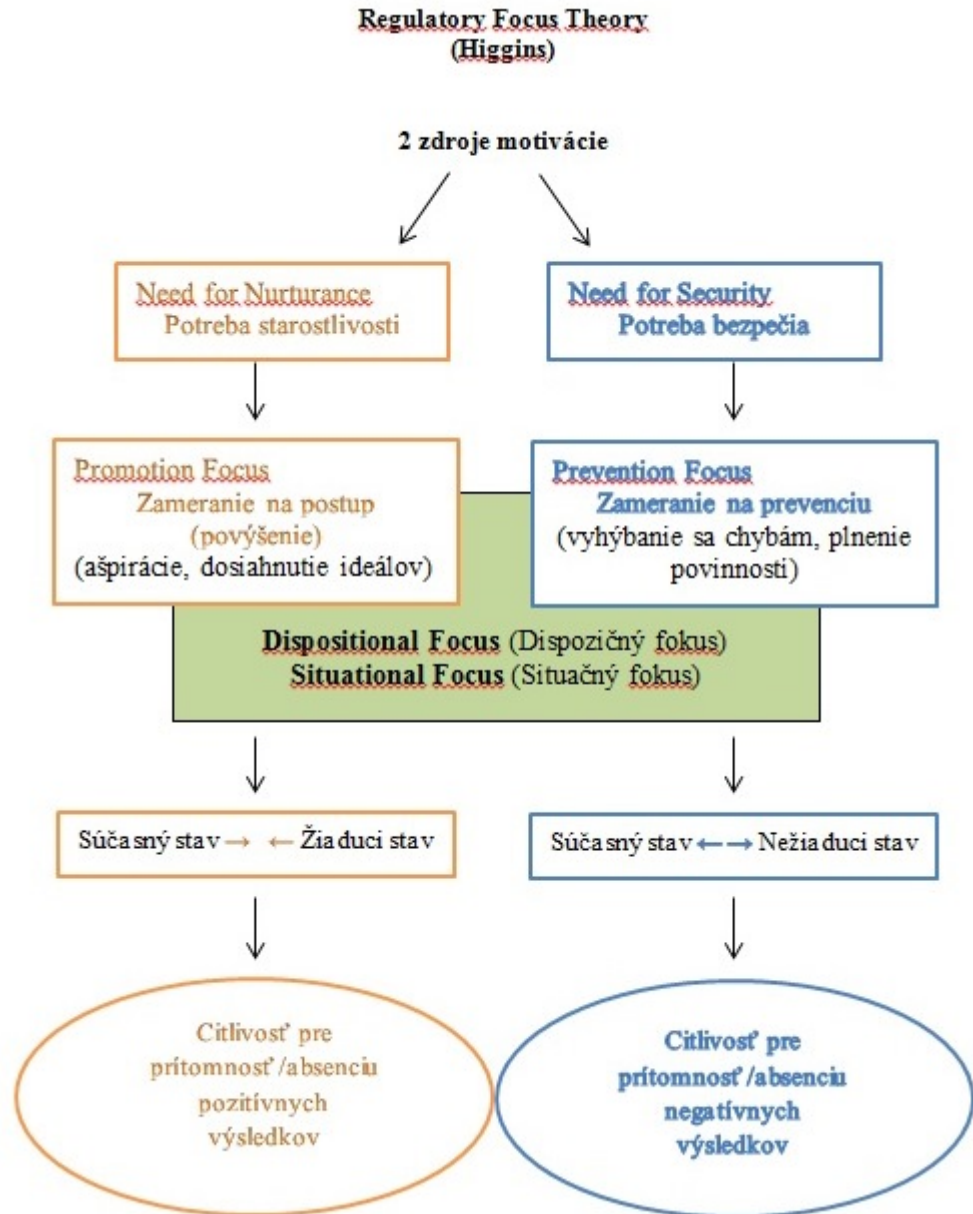 Regulatory Focus Theory
(Higgins)
2 zdroje motivácie
Need for Nurturance
Potreba starostlivosti
Need for Security
Potreba bezpečia
Promotion Focus
Zameranie na postup
(povýšenie)
(ašpirácie, dosiahnutie ideálov)
Prevention Focus
Zameranie na prevenciu
(vyhýbanie sa chybám, plnenie
povinnosti)
Dispositional Focus (Dispozičný fokus)
Situational Focus (Situačný fokus)
Súčasný stav → ← Žiaduci stav
Súčasný stav ←→ Nežiaduci stav
Citlivosť pre
prítomnosť/absenciu
pozitívnych
výsledkov
Citlivosť pre
prítomnosť/absenciu
negatívnych
výsledkov